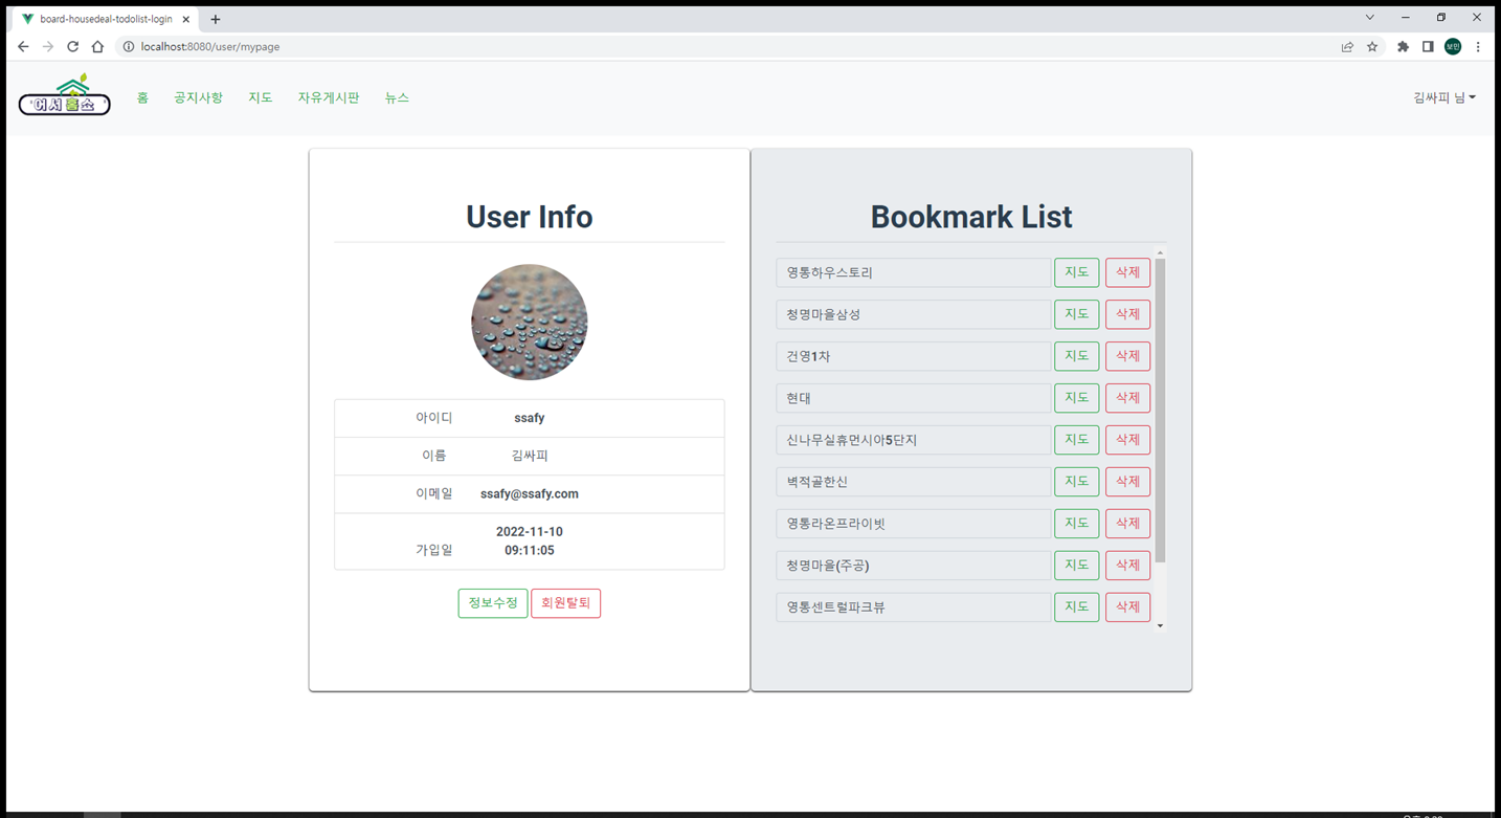 board-housedeal-todolist-login
localhost:8080/user/mypage
보민
어서홈쇼
홈 공지사항 지도 자유게시판 뉴스
김싸피 님
User Info
아이디 ssafy
이름 김싸피
이메일 ssafy@ssafy.com
가입일 2022-11-10
09:11:05
정보수정 회원탈퇴
Bookmark List
영통하우스토리 지도 삭제
청명마을삼성 지도 삭제
건영1차 지도 삭제
현대 지도 삭제
신나무실휴먼시아5단지 지도 삭제
벽적골한신 지도 삭제
영통라온프라이빗 지도 삭제
청명마을(주공) 지도 삭제
영통센트럴파크뷰 지도 삭제